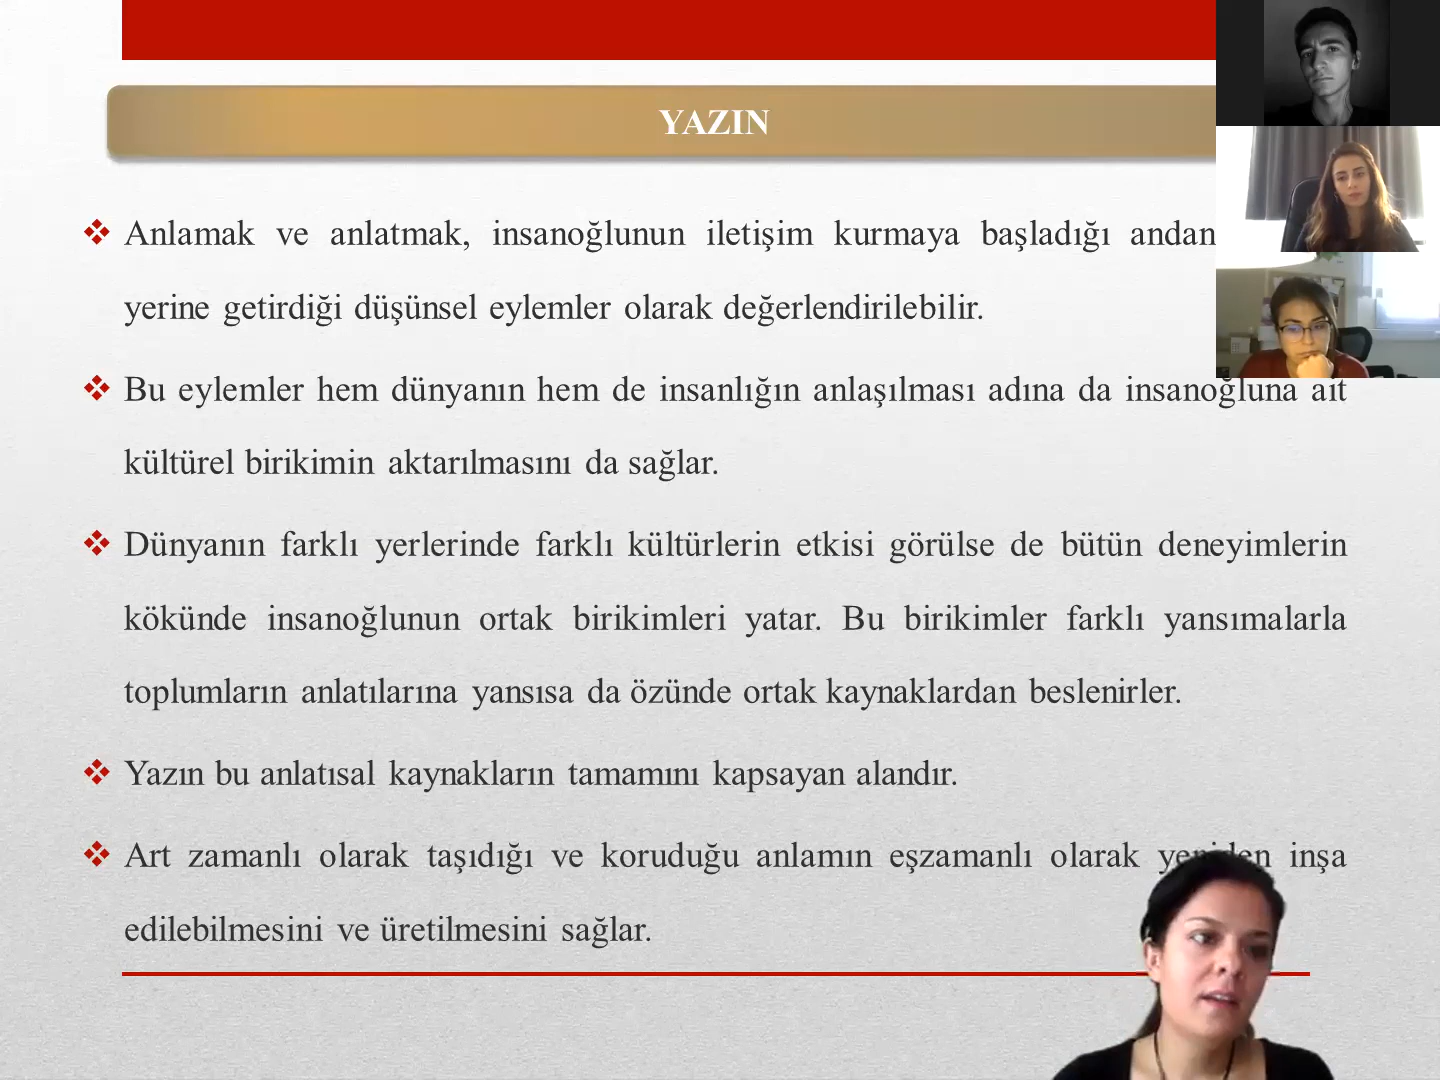 YAZIN
Anlamak ve anlatmak, insanoğlunun iletişim kurmaya başladığı andan
yerine getirdiği düşünsel eylemler olarak değerlendirilebilir.
Bu eylemler hem dünyanın hem de insanlığın anlaşılması adına da insanoğluna ait
kültürel birikimin aktarılmasını da sağlar.
Dünyanın farklı yerlerinde farklı kültürlerin etkisi görülse de bütün deneyimlerin
kökünde insanoğlunun ortak birikimleri yatar. Bu birikimler farklı yansımalarla
toplumların anlatılarına yansısa da özünde ortak kaynaklardan beslenirler.
Yazın bu anlatısal kaynakların tamamını kapsayan alandır.
Art zamanlı olarak taşıdığı ve koruduğu anlamın eşzamanlı olarak yeniden inşa
edilebilmesini ve üretilmesini sağlar.